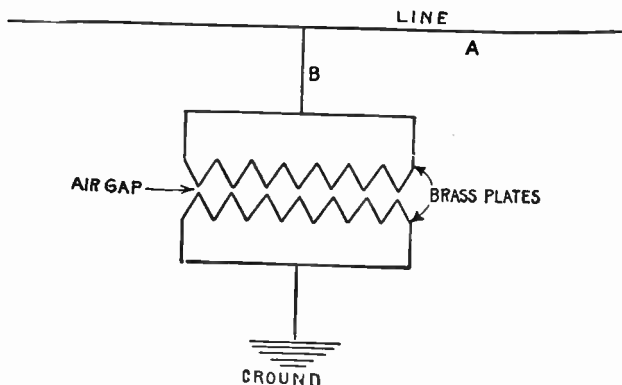 LINE
A
B
AIR GAP
BRASS PLATES
GROUND